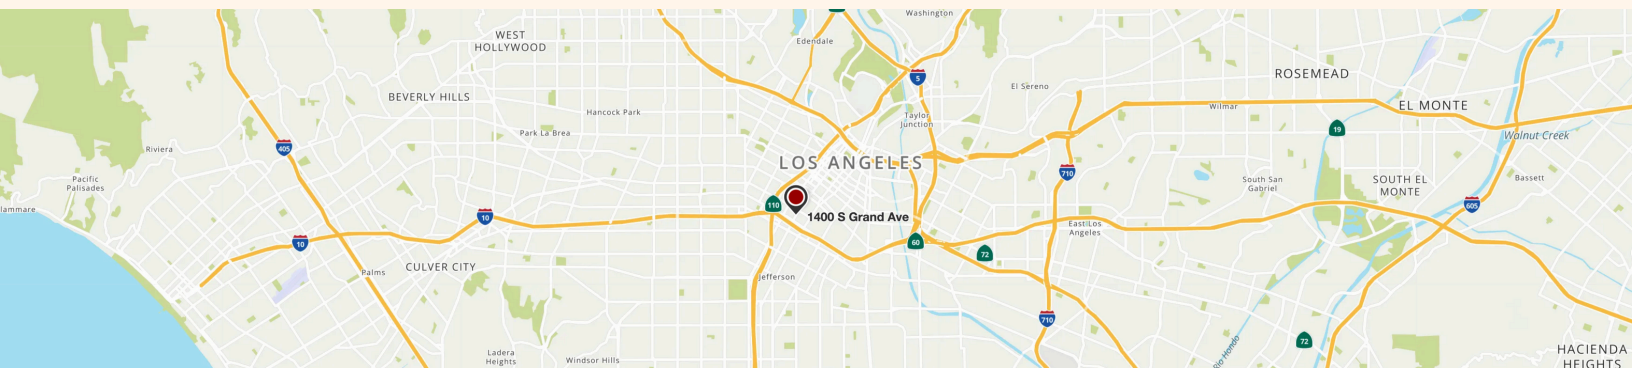 Washington
WEST
HOLLYWOOD
Edendale
5
ROSEMEAD
El Sereno
BEVERLY HILLS
Wilmar
EL MONTE
Hancock Park
Taylor
Junction
19
Park La Brea
Walnut Creek
405
Riviera
LOS ANGELES
710
Pacific
Palisades
South San
Gabriel
SOUTH EL
MONTE
Bassett
110
605
lammare
10
1400 S Grand Ave
East Los
Angeles
10
60
72
CULVER CITY
Palms
Jefferson
710
72
Ladera
Heights
Windsor Hills
Rio Hondo
HACIENDA
HEIGHTS